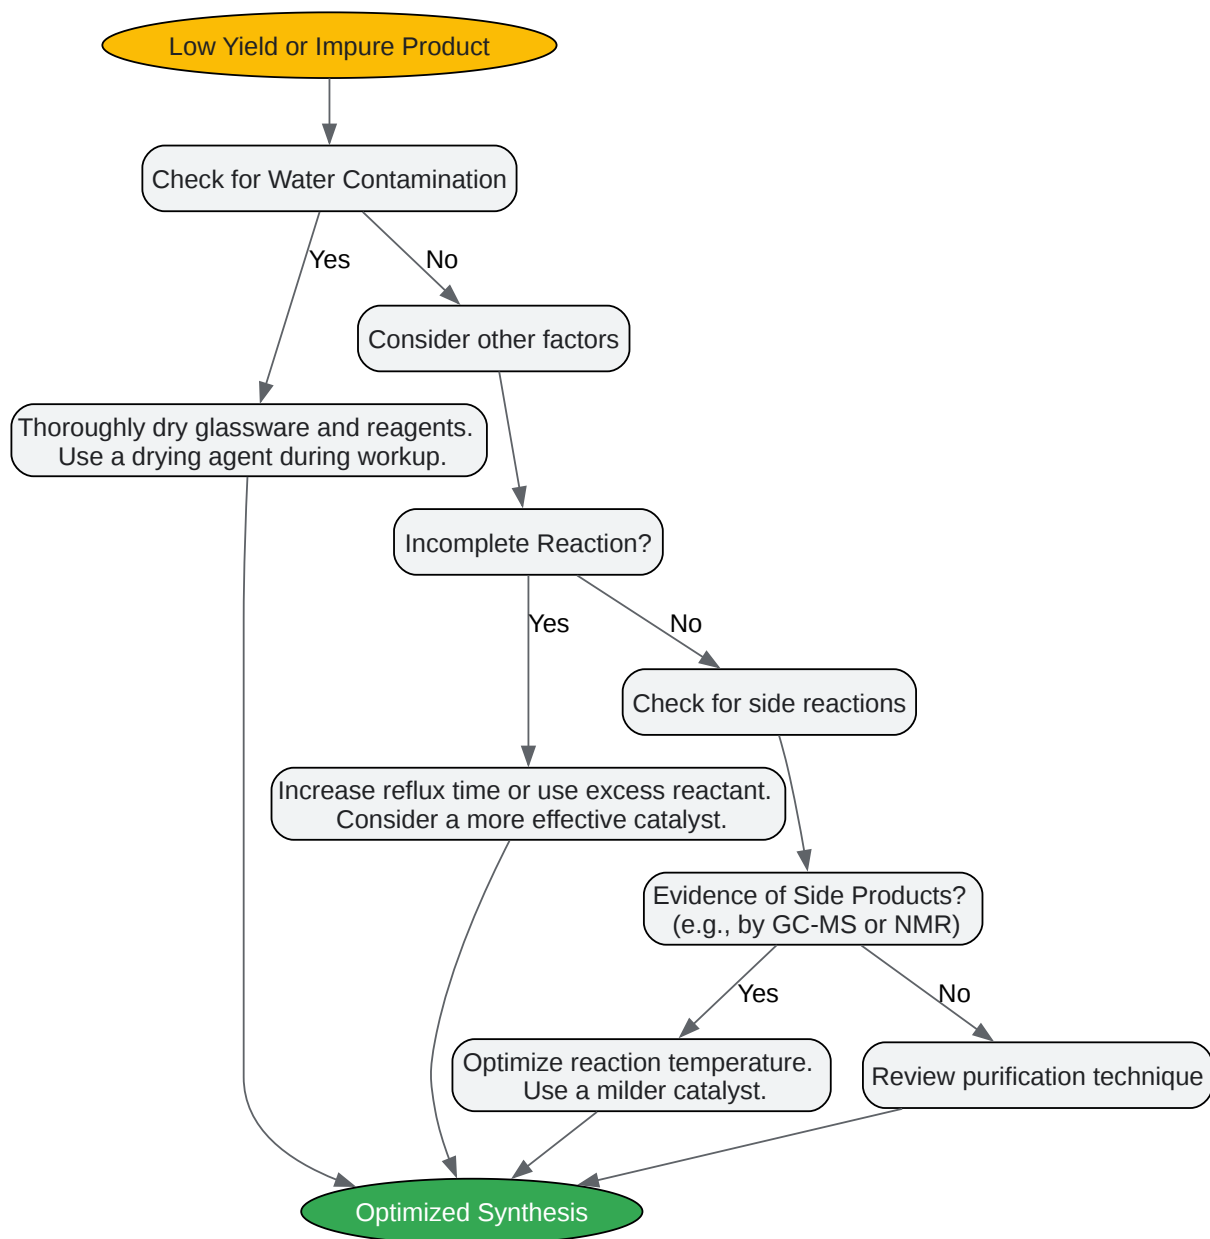 Low Yield or Impure Product
Check for Water Contamination
Yes
No
Consider other factors
Thoroughly dry glassware and reagents.
Use a drying agent during workup.
Incomplete Reaction?
Yes
No
Check for side reactions
Increase reflux time or use excess reactant.
Consider a more effective catalyst.
Evidence of Side Products?
(e.g., by GC-MS or NMR)
Yes
No
Optimize reaction temperature.
Use a milder catalyst.
Review purification technique
Optimized Synthesis